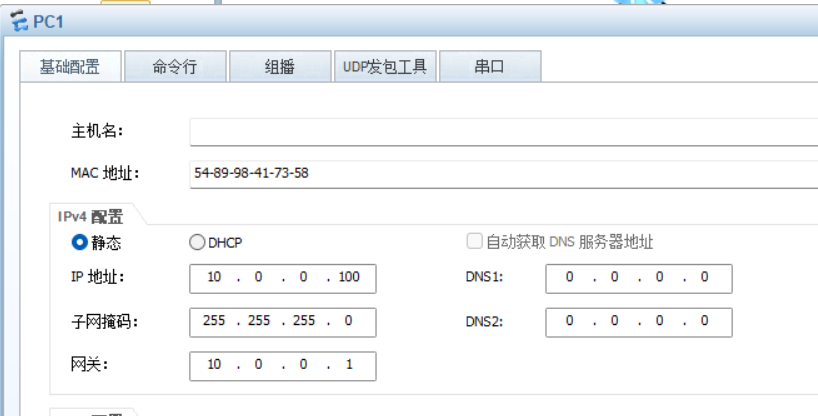 PC1
基础配置 命令行 组播 UDP发包工具 串口
主机名:
MAC 地址: 54-89-98-41-73-58
IPv4 配置
静态 DHCP 自动获取 DNS 服务器地址
IP 地址: 10 . 0 . 0 . 100 DNS1: 0 . 0 . 0 . 0
子网掩码: 255 . 255 . 255 . 0 DNS2: 0 . 0 . 0 . 0
网关: 10 . 0 . 0 . 1